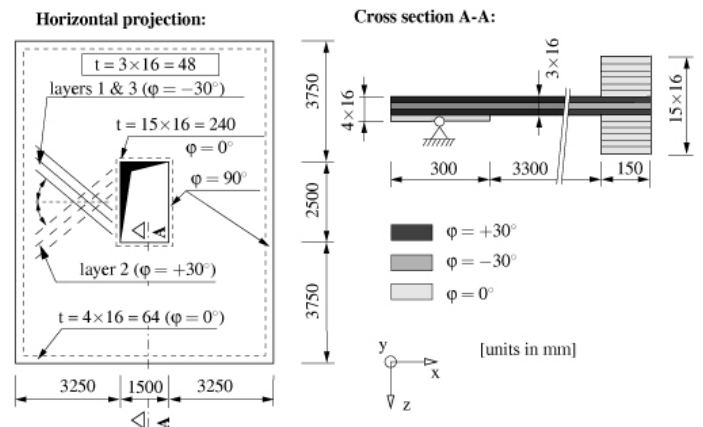 Horizontal projection:
t = 3×16 = 48
layers 1 & 3 (φ = −30°)
t = 15×16 = 240
φ = 0°
φ = 90°
A
layer 2 (φ = +30°)
t = 4×16 = 64 (φ = 0°)
3750
2500
3750
3250
1500
3250
A
Cross section A-A:
4×16
3×16
15×16
300
3300
150
φ = +30°
φ = −30°
φ = 0°
y
x
z
[units in mm]